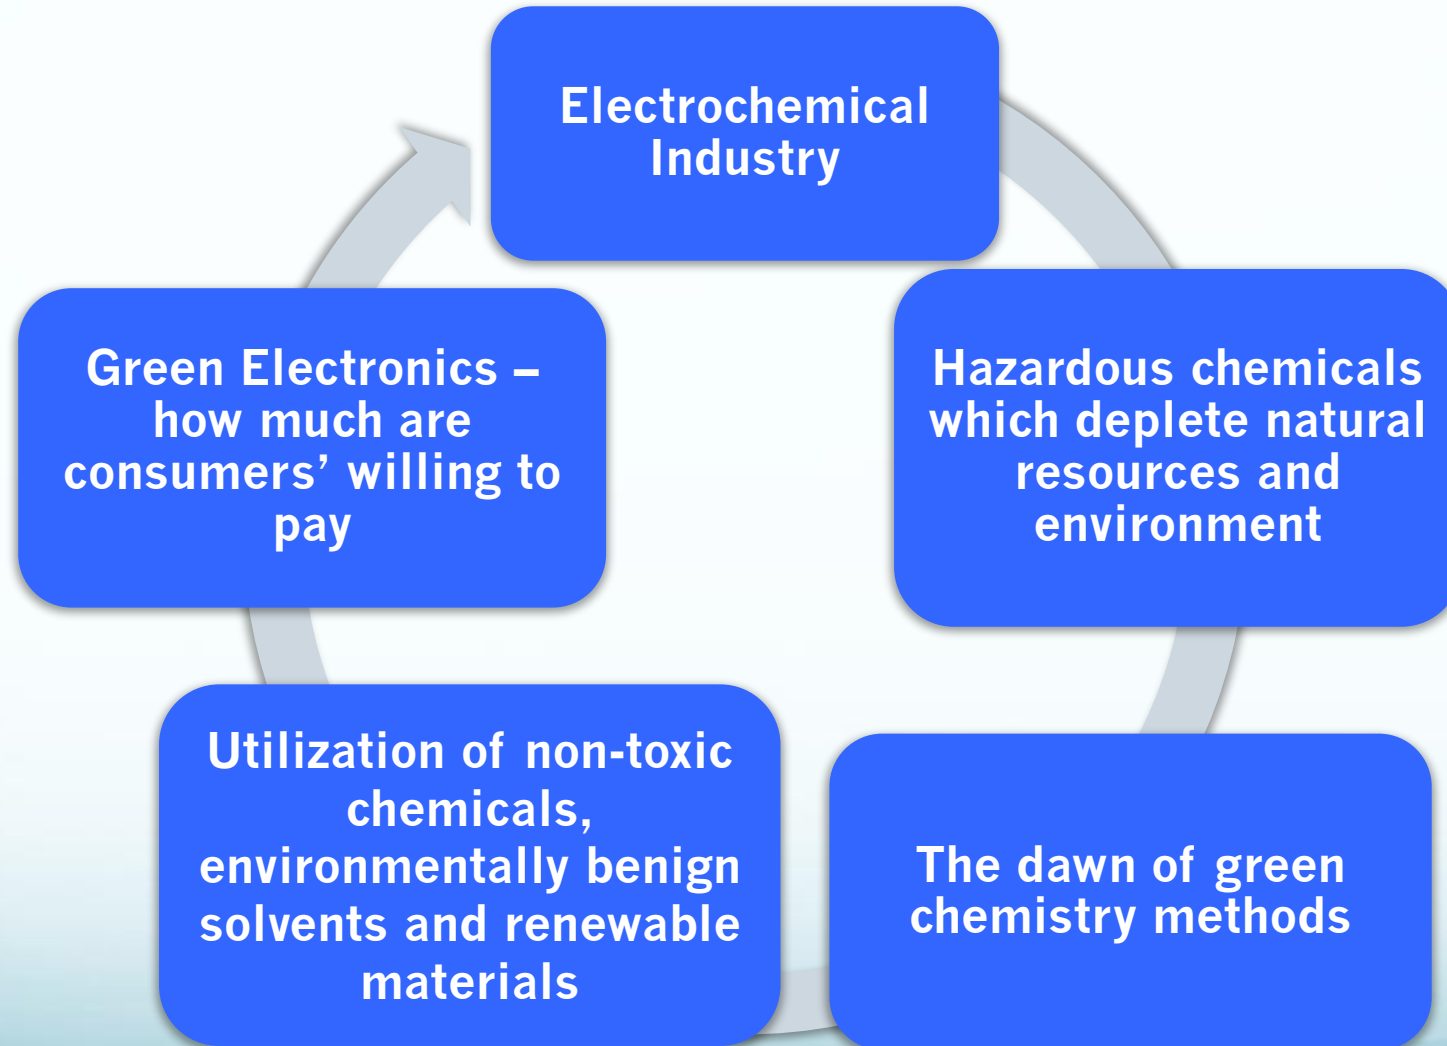 Electrochemical
Industry
Hazardous chemicals
which deplete natural
resources and
environment
The dawn of green
chemistry methods
Utilization of non-toxic
chemicals,
environmentally benign
solvents and renewable
materials
Green Electronics –
how much are
consumers’ willing to
pay